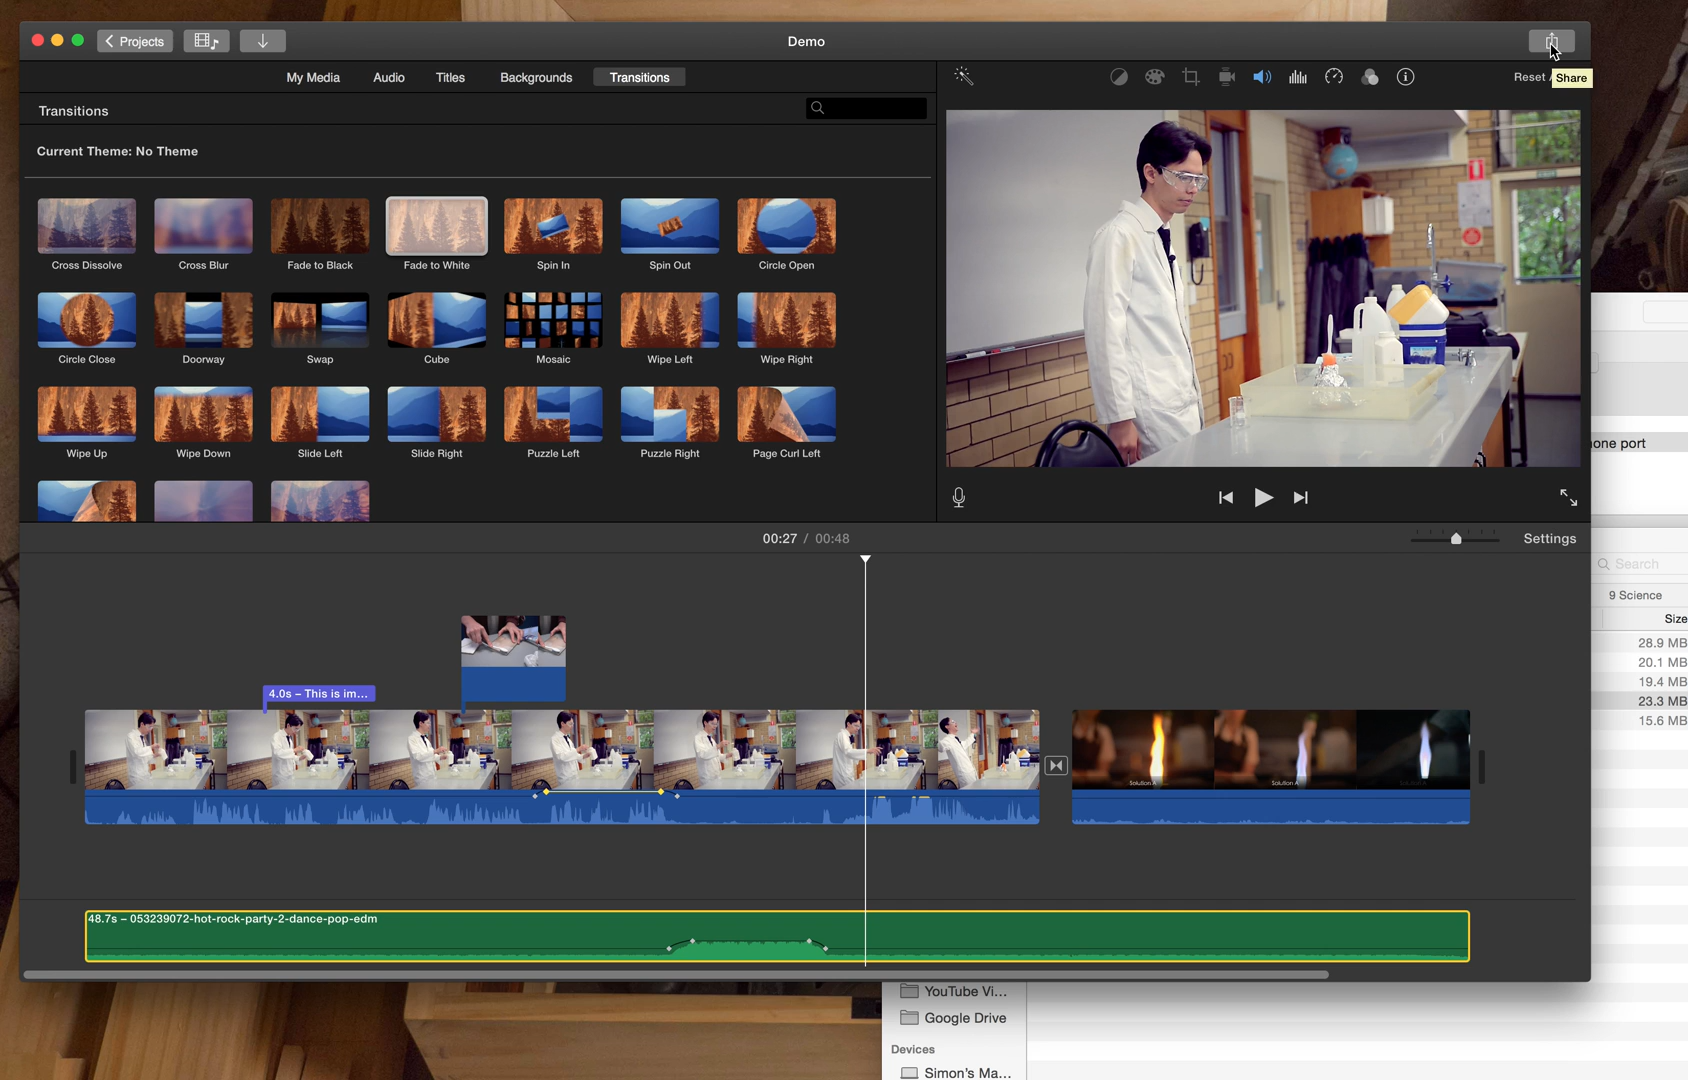 Projects
Demo
Share
My Media
Audio
Titles
Backgrounds
Transitions
Reset
Transitions
Current Theme: No Theme
Cross Dissolve
Cross Blur
Fade to Black
Fade to White
Spin In
Spin Out
Circle Open
Circle Close
Doorway
Swap
Cube
Mosaic
Wipe Left
Wipe Right
Wipe Up
Wipe Down
Slide Left
Slide Right
Puzzle Left
Puzzle Right
Page Curl Left
00:27 / 00:48
Settings
4.0s – This is im...
Solution A
Solution A
48.7s – 053239072-hot-rock-party-2-dance-pop-edm
one port
Search
9 Science
Size
28.9 MB
20.1 MB
19.4 MB
23.3 MB
15.6 MB
YouTube Vi...
Google Drive
Devices
Simon's Ma...